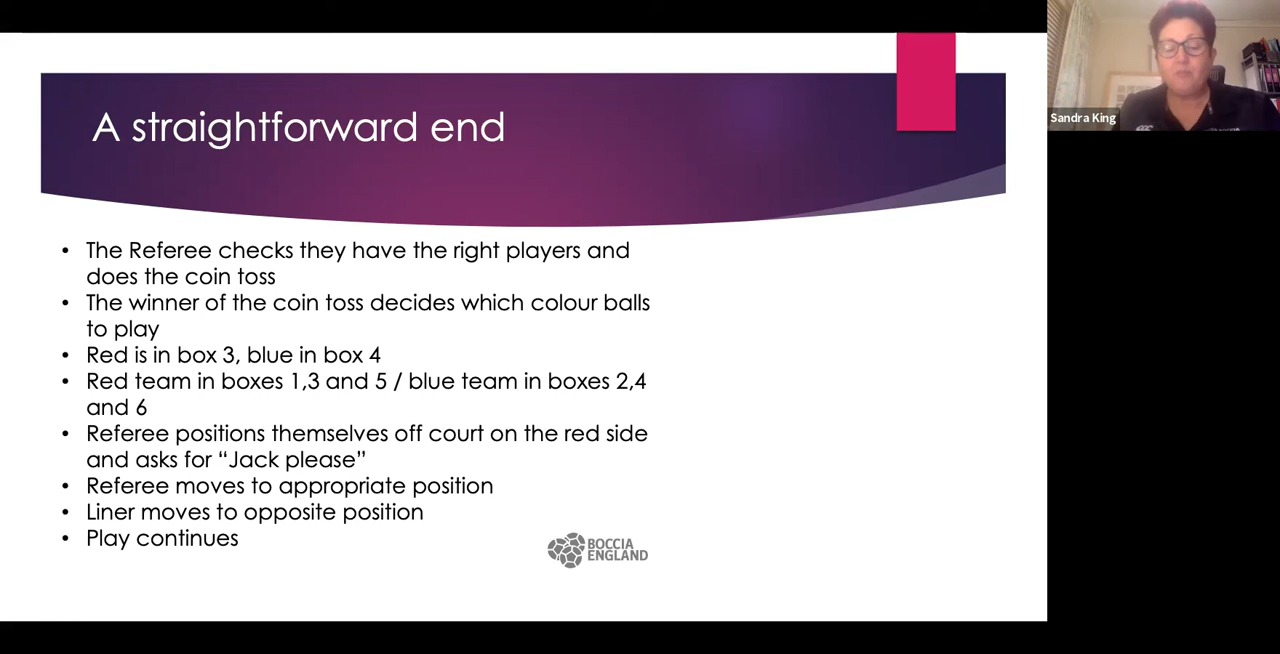 A straightforward end
Sandra King
• The Referee checks they have the right players and
does the coin toss
• The winner of the coin toss decides which colour balls
to play
• Red is in box 3, blue in box 4
• Red team in boxes 1,3 and 5 / blue team in boxes 2,4
and 6
• Referee positions themselves off court on the red side
and asks for “Jack please”
• Referee moves to appropriate position
• Liner moves to opposite position
• Play continues
BOCCIA
ENGLAND